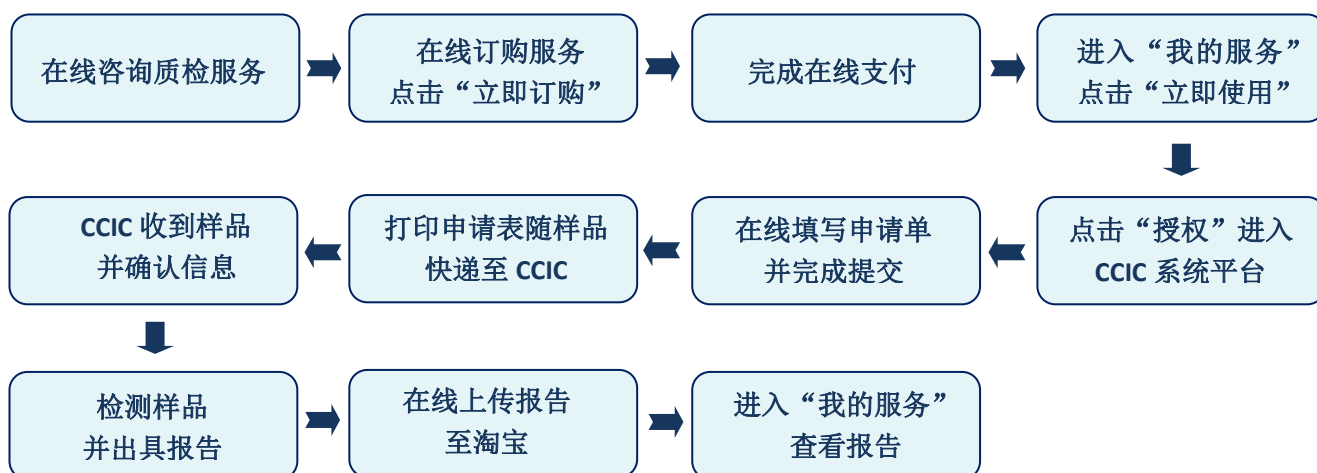 在线咨询质检服务
在线订购服务
点击“立即订购”
完成在线支付
进入“我的服务”
点击“立即使用”
点击“授权”进入
CCIC 系统平台
在线填写申请单
并完成提交
打印申请表随样品
快递至 CCIC
CCIC 收到样品
并确认信息
检测样品
并出具报告
在线上传报告
至淘宝
进入“我的服务”
查看报告